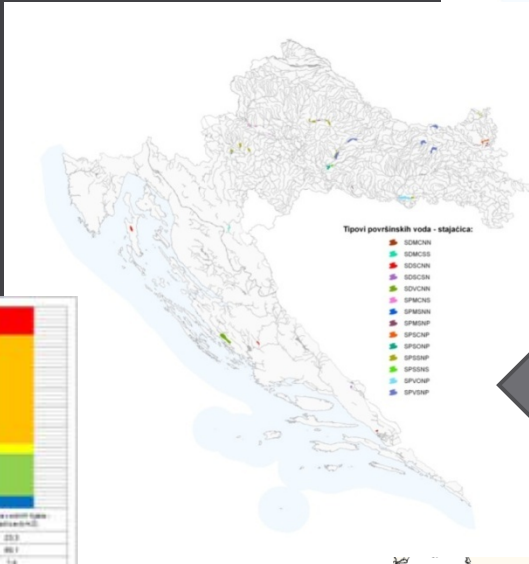 Tipovi površinskih voda - stajaćica:
SDMCNN
SDMCSS
SDSCNN
SDSCSN
SDVCNN
SPMCNS
SPMSNN
SPMSNP
SPSCNP
SPSONP
SPSSNP
SPSSNS
SPVONP
SPVSNP